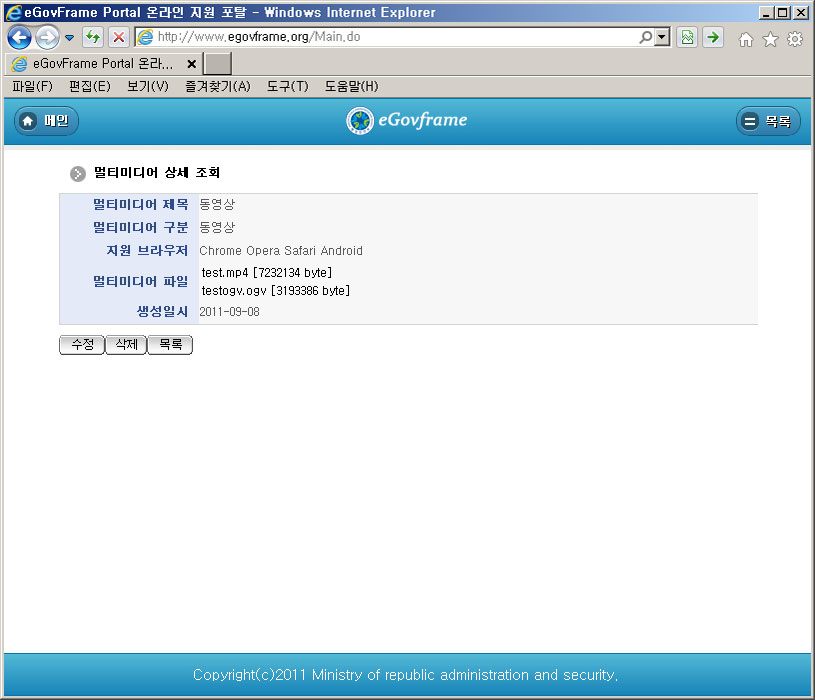 eGovFrame Portal 온라인 지원 포탈 - Windows Internet Explorer
http://www.egovframe.org/Main.do
eGovFrame Portal 온라...
파일(F) 편집(E) 보기(V) 즐겨찾기(A) 도구(T) 도움말(H)
메인 eGovframe 목록
멀티미디어 상세 조회
멀티미디어 제목 동영상
멀티미디어 구분 동영상
지원 브라우저 Chrome Opera Safari Android
멀티미디어 파일 test.mp4 [7232134 byte]
testogv.ogv [3193386 byte]
생성일시 2011-09-08
수정 삭제 목록
Copyright(c)2011 Ministry of republic administration and security.